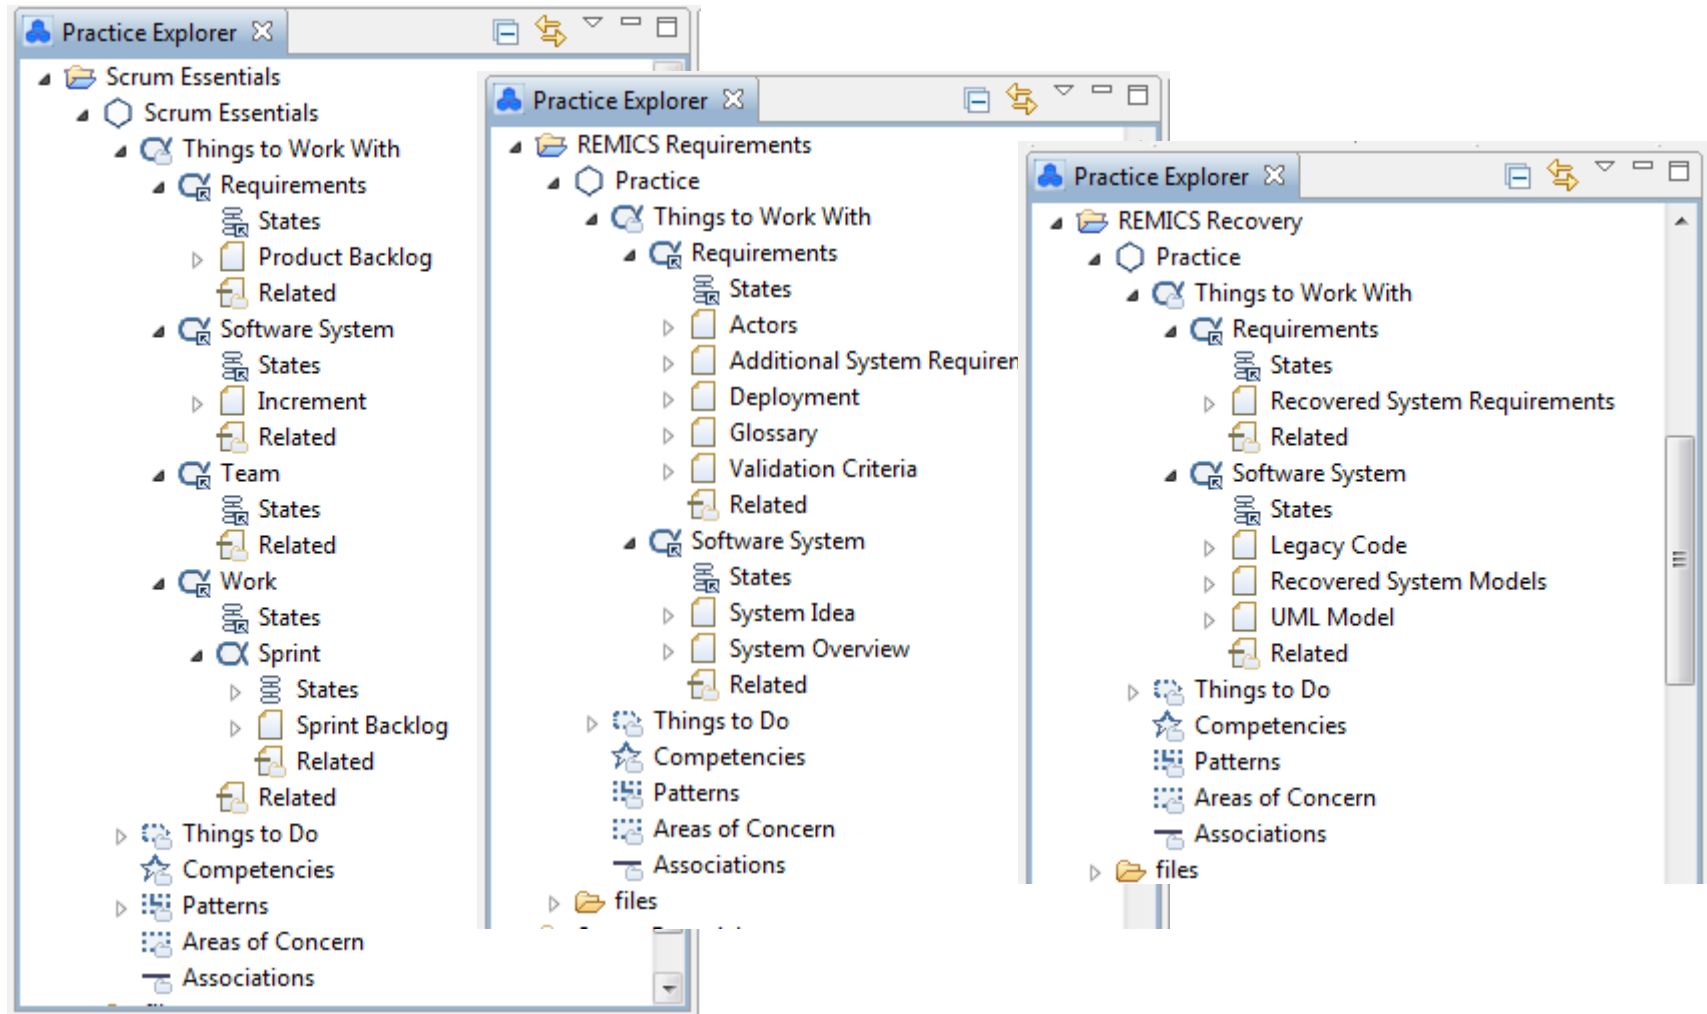 Practice Explorer
Scrum Essentials
Scrum Essentials
Things to Work With
Requirements
States
Product Backlog
Related
Software System
States
Increment
Related
Team
States
Related
Work
States
Sprint
States
Sprint Backlog
Related
Related
Things to Do
Competencies
Patterns
Areas of Concern
Associations
Practice Explorer
REMICS Requirements
Practice
Things to Work With
Requirements
States
Actors
Additional System Requiren
Deployment
Glossary
Validation Criteria
Related
Software System
States
System Idea
System Overview
Related
Things to Do
Competencies
Patterns
Areas of Concern
Associations
files
Practice Explorer
REMICS Recovery
Practice
Things to Work With
Requirements
States
Recovered System Requirements
Related
Software System
States
Legacy Code
Recovered System Models
UML Model
Related
Things to Do
Competencies
Patterns
Areas of Concern
Associations
files